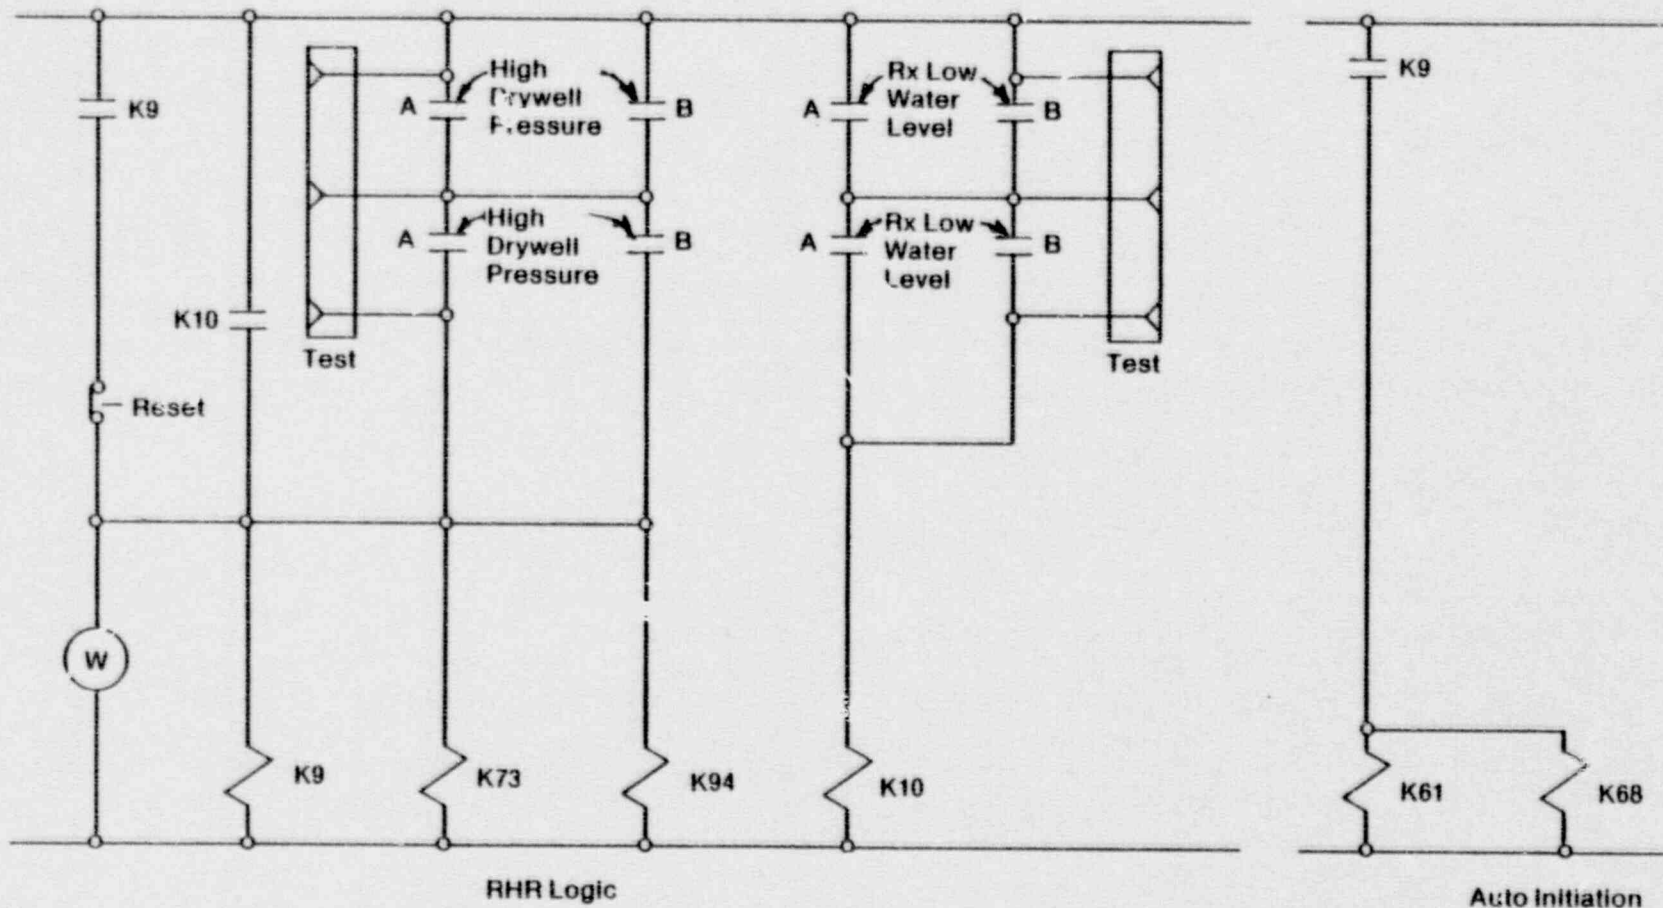 K9
K10
Reset
W
Test
High
Drywell
Pressure
A
B
High
Drywell
Pressure
A
B
Rx Low
Water
Level
A
B
Rx Low
Water
Level
A
B
Test
K9
K9
K73
K94
K10
K61
K68
RHR Logic
Auto Initiation